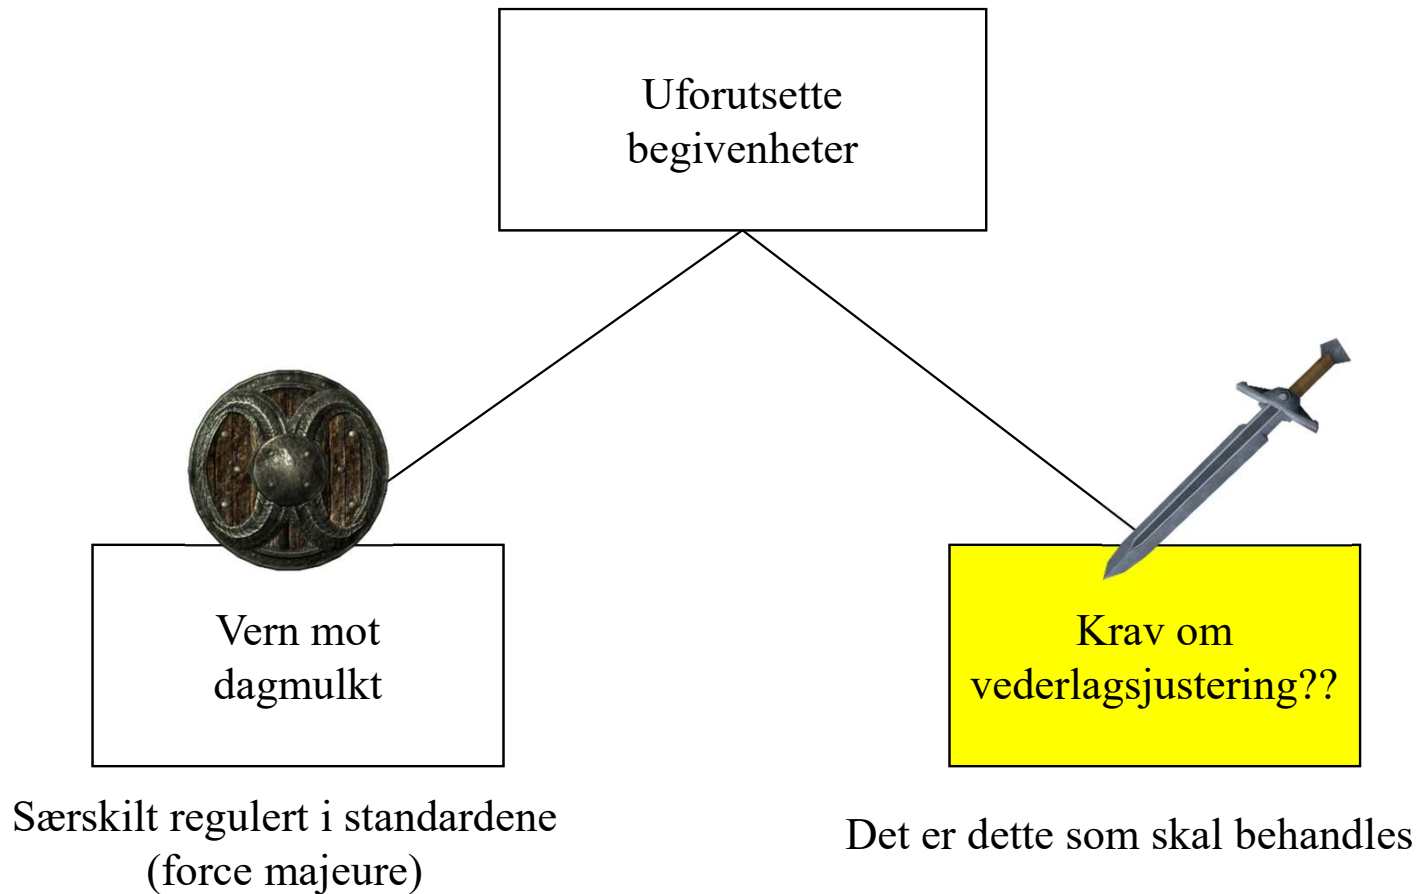 Uforutsette
begivenheter
Vern mot
dagmulkt
Krav om
vederlagsjustering??
Særskilt regulert i standardene
(force majeure)
Det er dette som skal behandles